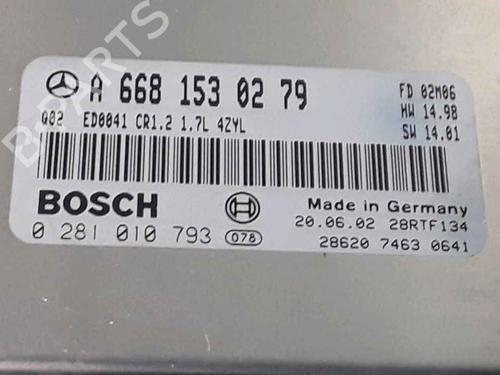 B-PARTS
A 668 153 02 79
FD 02M06
Q02 ED0041 CR1.2 1.7L 4ZYL
HW 14.98
SW 14.01
BOSCH
Made in Germany
20.06.02 28RTF134
0 281 010 793 078
28620 7463 0641